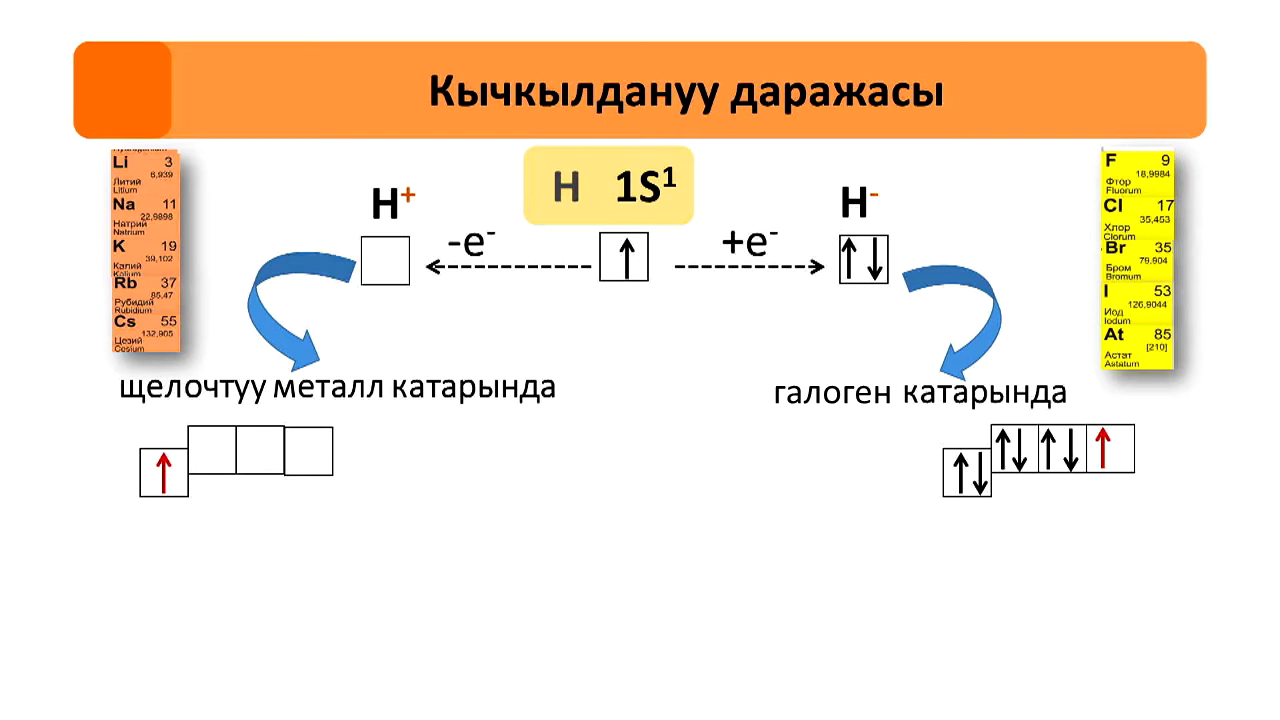 Кычкылдануу даражасы
Li 3
6,939
Литий
Litium
Na 11
22,9898
Натрий
Natrium
K 19
39,102
Калий
Kalium
Rb 37
85,47
Рубидий
Rubidium
Cs 55
132,905
Цезий
Cesium
H+
-e-
H 1S1
+e-
H-
F 9
18,9984
Фтор
Fluorum
Cl 17
35,453
Хлор
Clorum
Br 35
79,904
Бром
Bromum
I 53
126,9044
Иод
Iodum
At 85
[210]
Астат
Astatum
щелочтуу металл катарында
галоген катарында